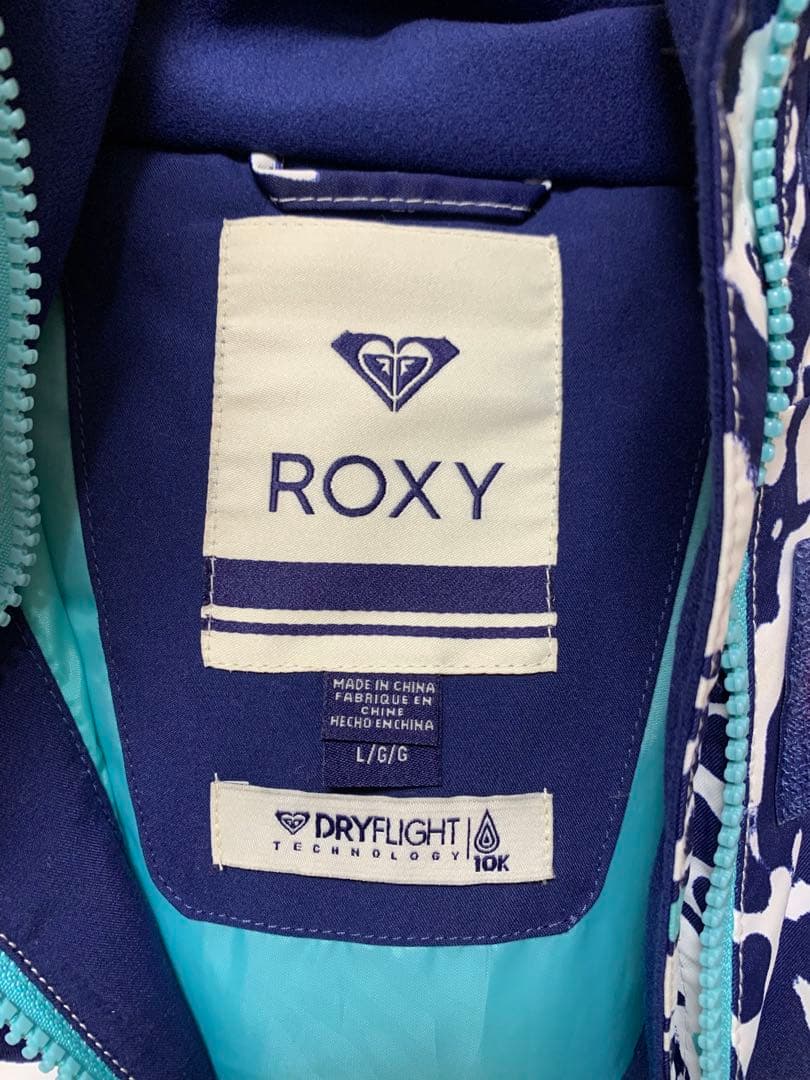 ROXY
MADE IN CHINA
FABRIQUE EN
CHINE
HECHO EN CHINA
L/G/G
DRYFLIGHT
TECHNOLOGY
10K